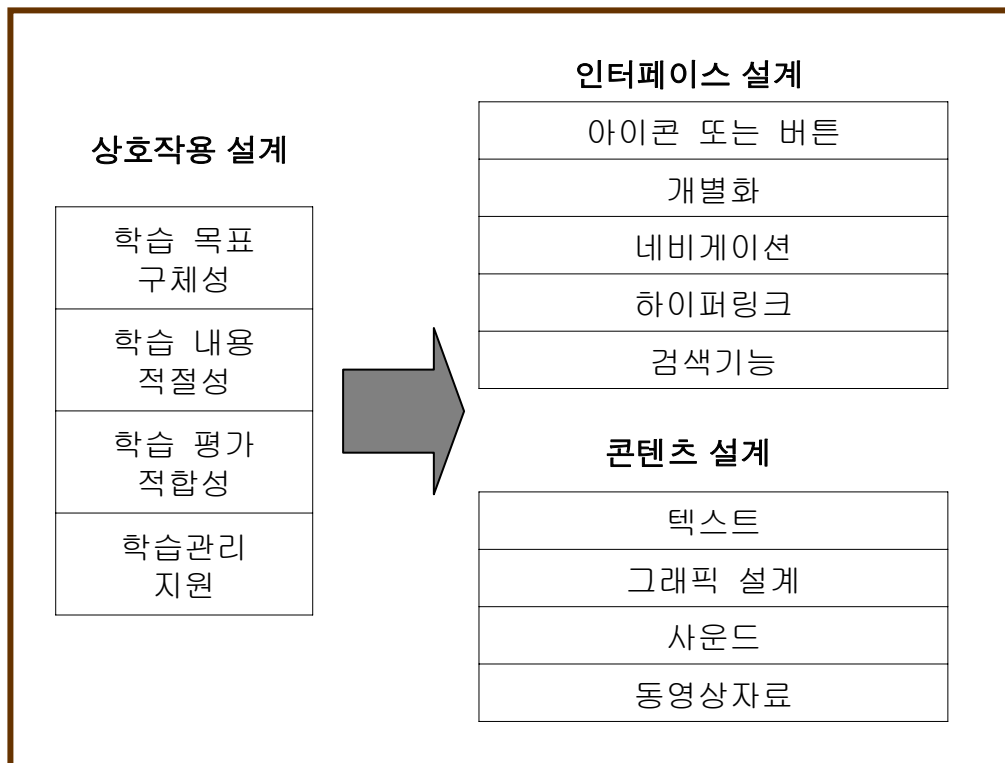 상호작용 설계
학습 목표
구체성
학습 내용
적절성
학습 평가
적합성
학습관리
지원
인터페이스 설계
아이콘 또는 버튼
개별화
네비게이션
하이퍼링크
검색기능
콘텐츠 설계
텍스트
그래픽 설계
사운드
동영상자료